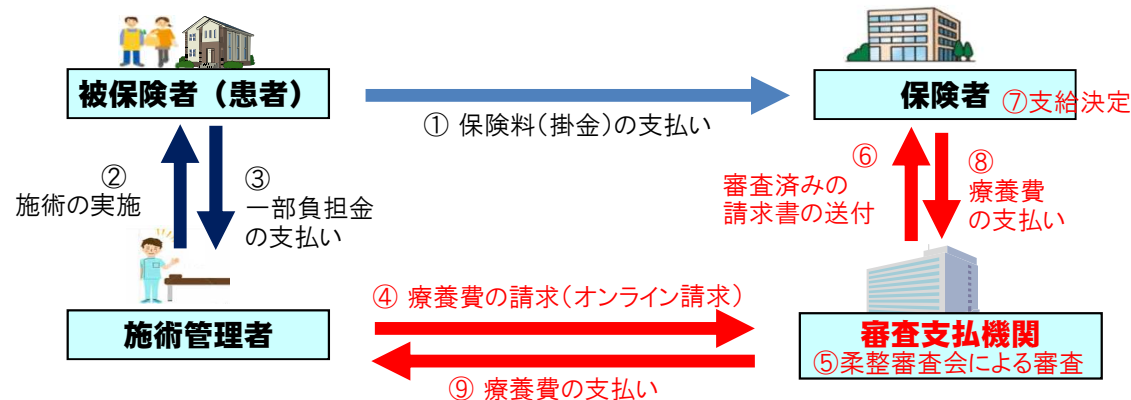 被保険者（患者）
保険者
⑦支給決定
① 保険料（掛金）の支払い
②
施術の実施
③
一部負担金
の支払い
⑥
審査済みの
請求書の送付
⑧
療養費
の支払い
④ 療養費の請求（オンライン請求）
施術管理者
審査支払機関
⑤柔整審査会による審査
⑨ 療養費の支払い